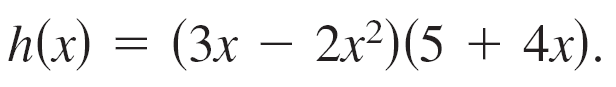 h(x) = (3x − 2x²)(5 + 4x).